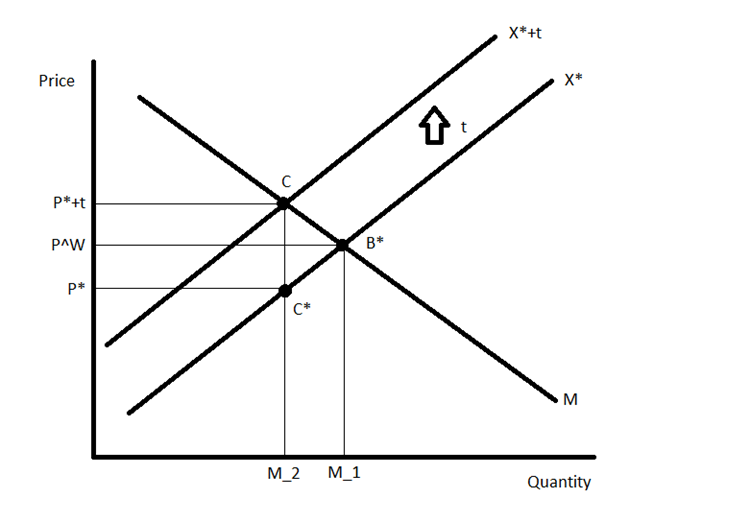 X*+t
Price
X*
t
C
P*+t
P^W
B*
P*
C*
M
M_2
M_1
Quantity